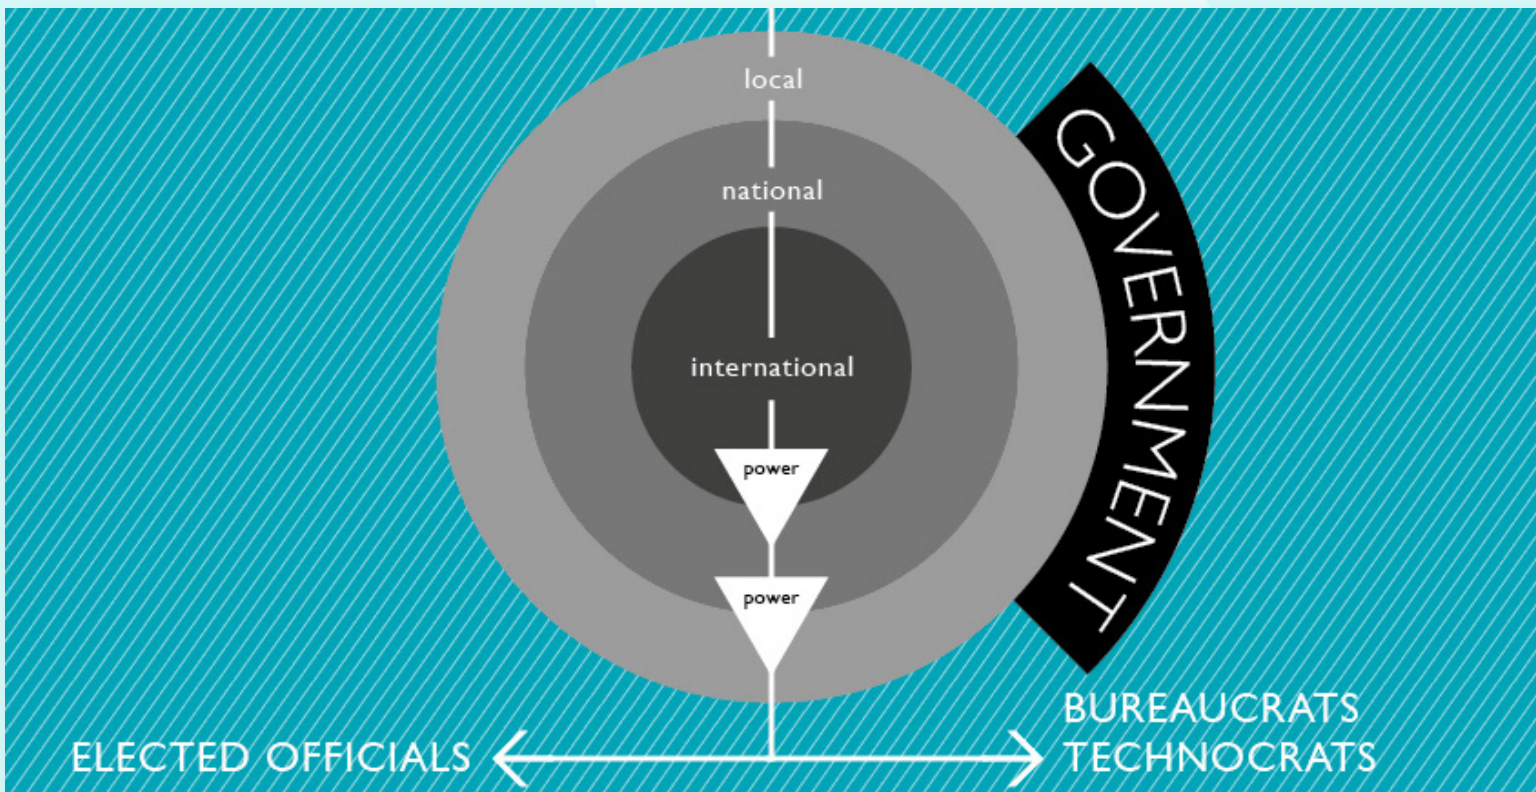 local
national
international
power
power
GOVERNMENT
ELECTED OFFICIALS
BUREAUCRATS
TECHNOCRATS